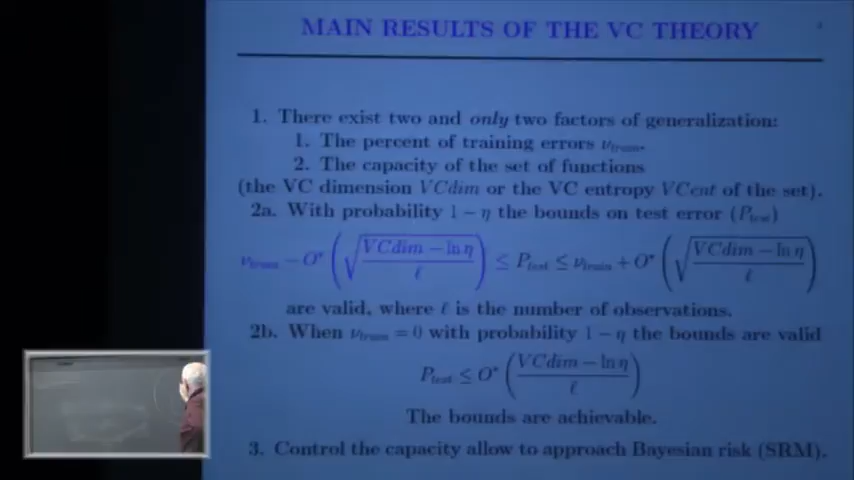 MAIN RESULTS OF THE VC THEORY
1. There exist two and only two factors of generalization:
1. The percent of training errors ν_train.
2. The capacity of the set of functions
(the VC dimension VCdim or the VC entropy VCent of the set).
2a. With probability 1 − η the bounds on test error (P_test)
ν_train − O* ( √( (VCdim − ln η) / ℓ ) ) ≤ P_test ≤ ν_train + O* ( √( (VCdim − ln η) / ℓ ) )
are valid, where ℓ is the number of observations.
2b. When ν_train = 0 with probability 1 − η the bounds are valid
P_test ≤ O* ( (VCdim − ln η) / ℓ )
The bounds are achievable.
3. Control the capacity allow to approach Bayesian risk (SRM).